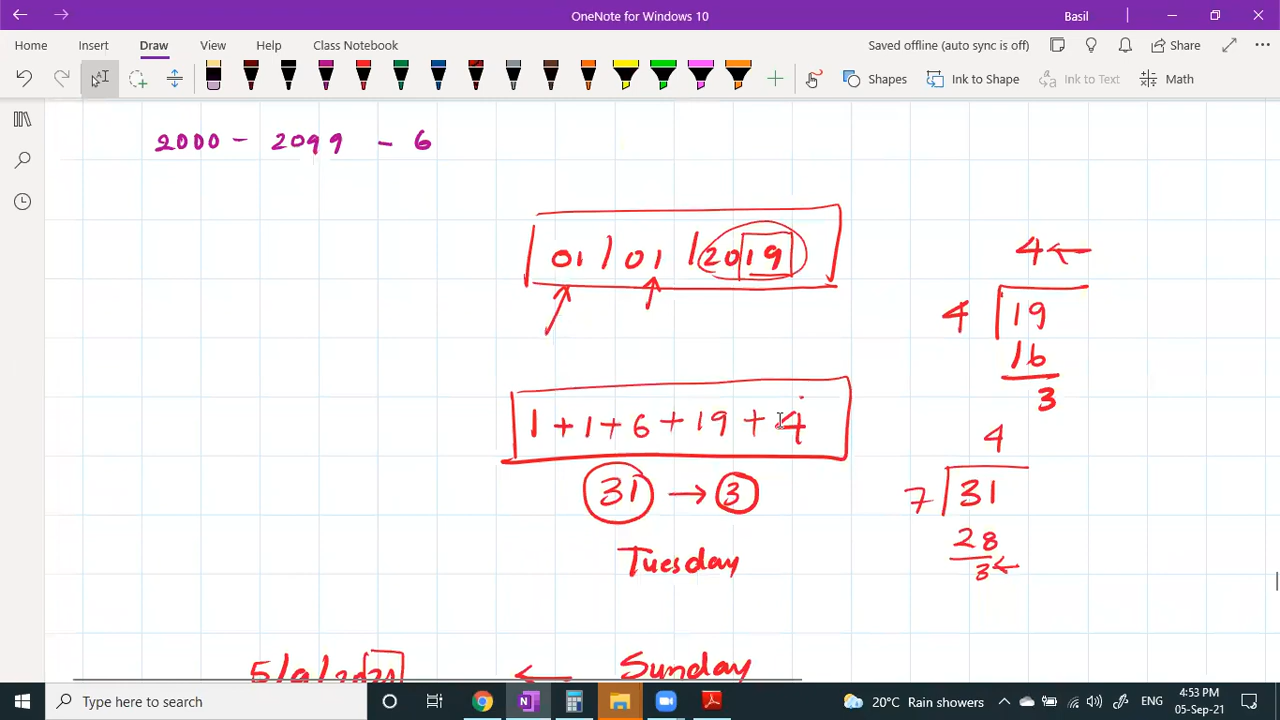 OneNote for Windows 10
Basil
Home Insert Draw View Help Class Notebook
Saved offline (auto sync is off)
Share
Shapes
Ink to Shape
Ink to Text
Math
2000 - 2099 - 6
01 / 01 / 2019
4
4 19
16
3
1 + 1 + 6 + 19 + 4
31 → 3
4
7 31
28
3
Tuesday
5/9/2021 ← Sunday
Type here to search
20°C Rain showers
ENG
4:53 PM
05-Sep-21